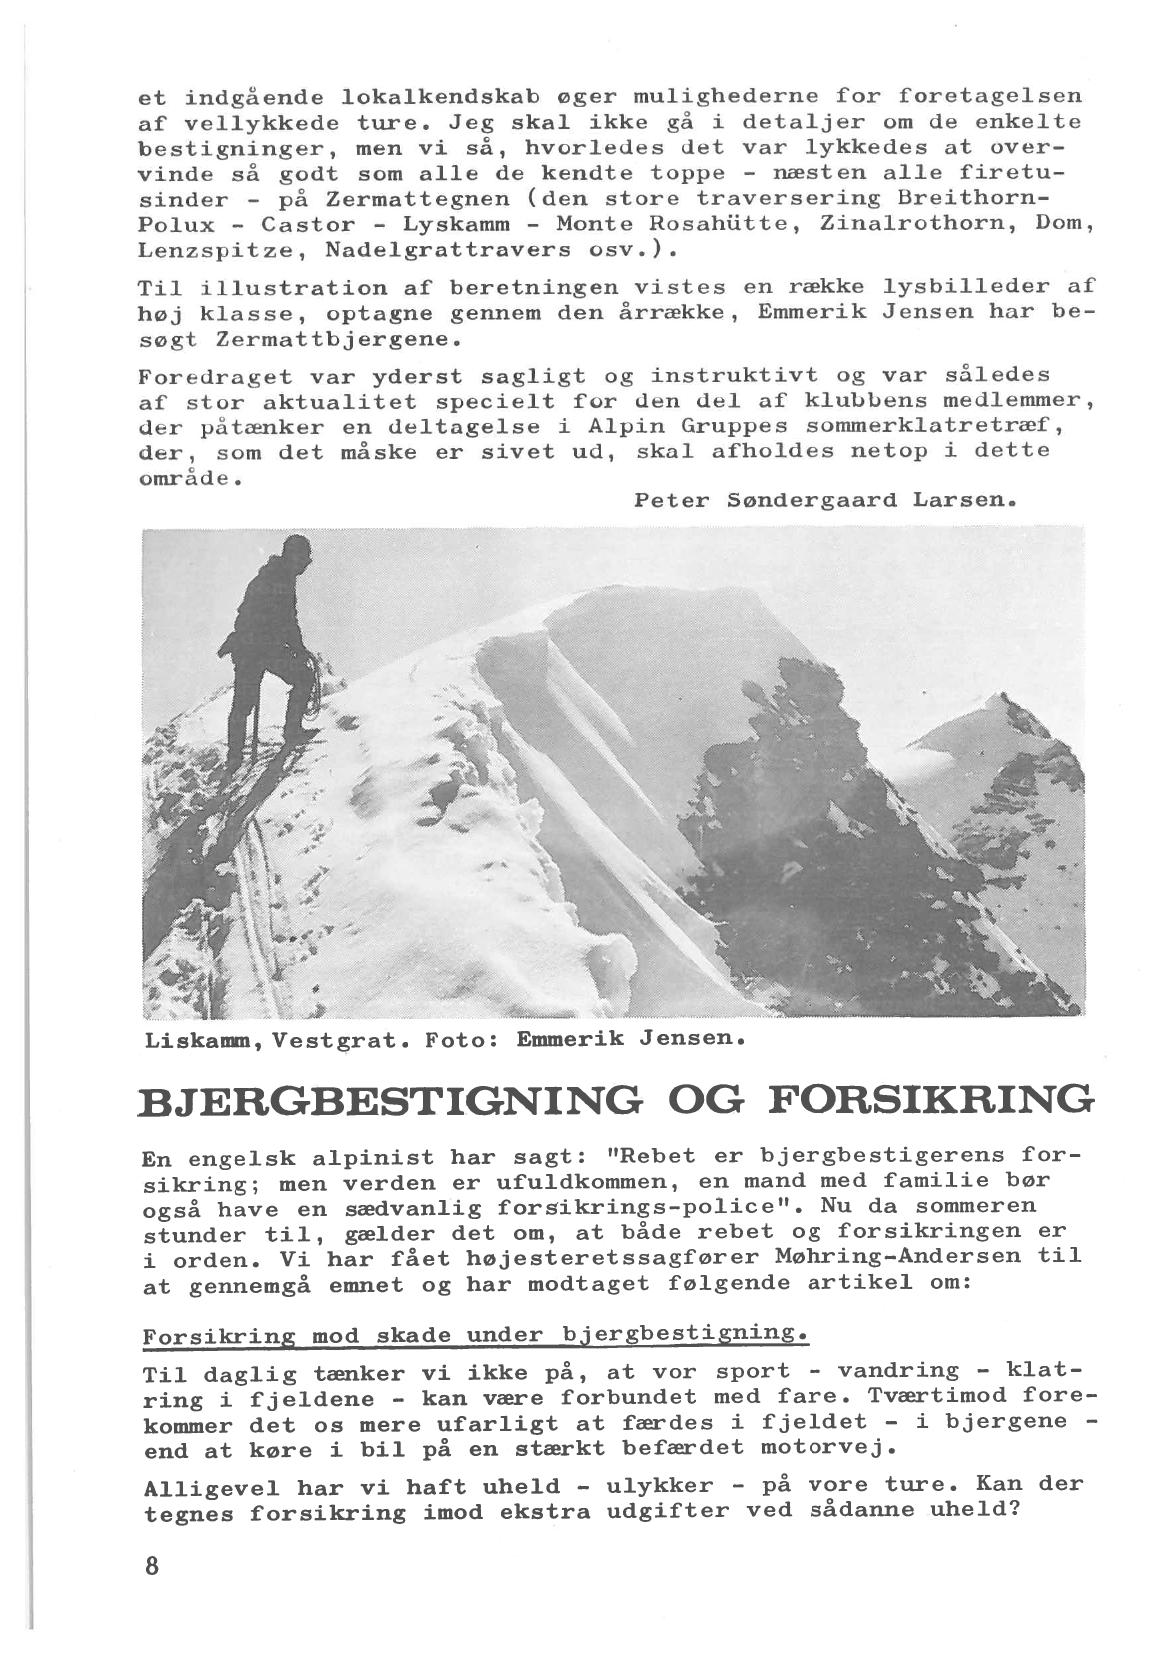 et indgående lokalkendskab øger mulighederne for foretagelsen
af vellykkede ture. Jeg skal ikke gå i detaljer om de enkelte
bestigninger, men vi så, hvorledes det var lykkedes at over-
vinde så godt som alle de kendte toppe - næsten alle firetu-
sinder - på Zermattegnen (den store traversering Breithorn-
Polux - Castor - Lyskamm - Monte Rosahütte, Zinalrothorn, Dom,
Lenzspitze, Nadelgrattravers osv.).
Til illustration af beretningen vistes en række lysbilleder af
høj klasse, optagne gennem den årrække, Emmerik Jensen har be-
søgt Zermattbjergene.
Foredraget var yderst sagligt og instruktivt og var således
af stor aktualitet specielt for den del af klubbens medlemmer,
der påtænker en deltagelse i Alpin Gruppes sommerklatretræf,
der, som det måske er sivet ud, skal afholdes netop i dette
område.
Peter Søndergaard Larsen.
Liskamm, Vestgrat. Foto: Emmerik Jensen.
BJERGBESTIGNING OG FORSIKRING
En engelsk alpinist har sagt: "Rebet er bjergbestigerens for-
sikring; men verden er ufuldkommen, en mand med familie bør
også have en sædvanlig forsikrings-police". Nu da sommeren
stunder til, gælder det om, at både rebet og forsikringen er
i orden. Vi har fået højesteretssagfører Møhring-Andersen til
at gennemgå emnet og har modtaget følgende artikel om:
Forsikring mod skade under bjergbestigning.
Til daglig tænker vi ikke på, at vor sport - vandring - klat-
ring i fjeldene - kan være forbundet med fare. Tværtimod fore-
kommer det os mere ufarligt at færdes i fjeldet - i bjergene -
end at køre i bil på en stærkt befærdet motorvej.
Alligevel har vi haft uheld - ulykker - på vore ture. Kan der
tegnes forsikring imod ekstra udgifter ved sådanne uheld?
8